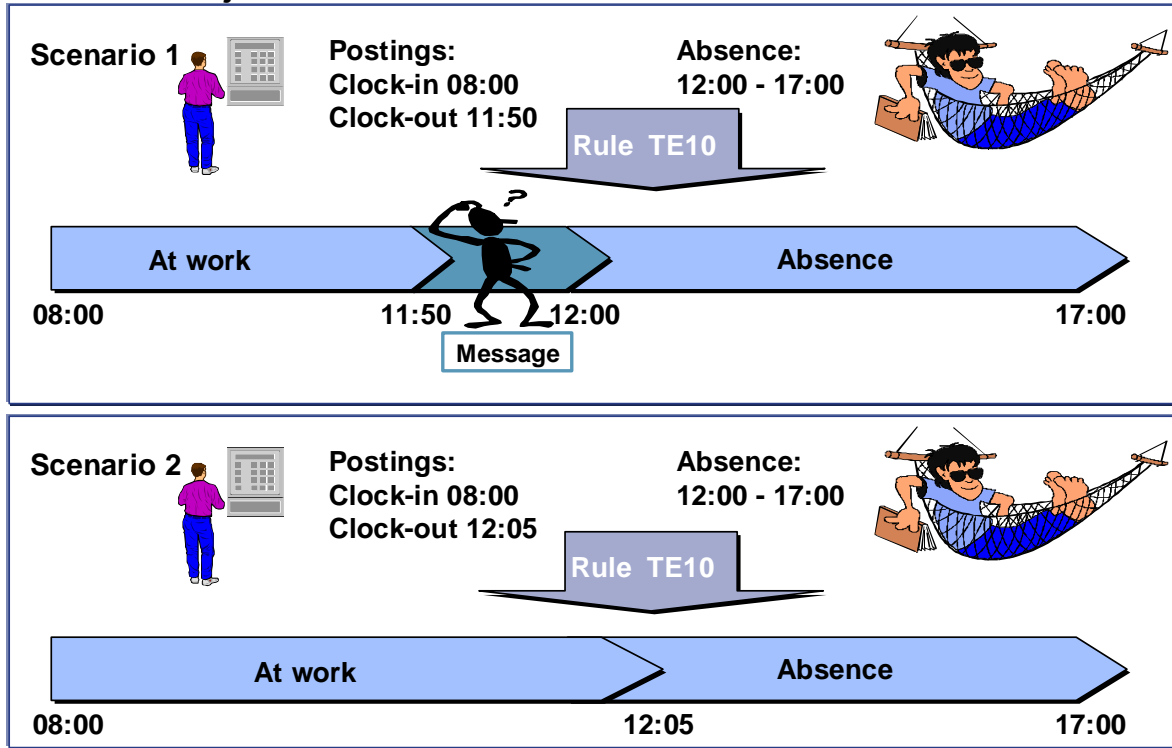 Scenario 1
Postings:
Clock-in 08:00
Clock-out 11:50
Absence:
12:00 - 17:00
Rule TE10
?
At work
Absence
08:00
11:50
12:00
17:00
Message
Scenario 2
Postings:
Clock-in 08:00
Clock-out 12:05
Absence:
12:00 - 17:00
Rule TE10
At work
Absence
08:00
12:05
17:00